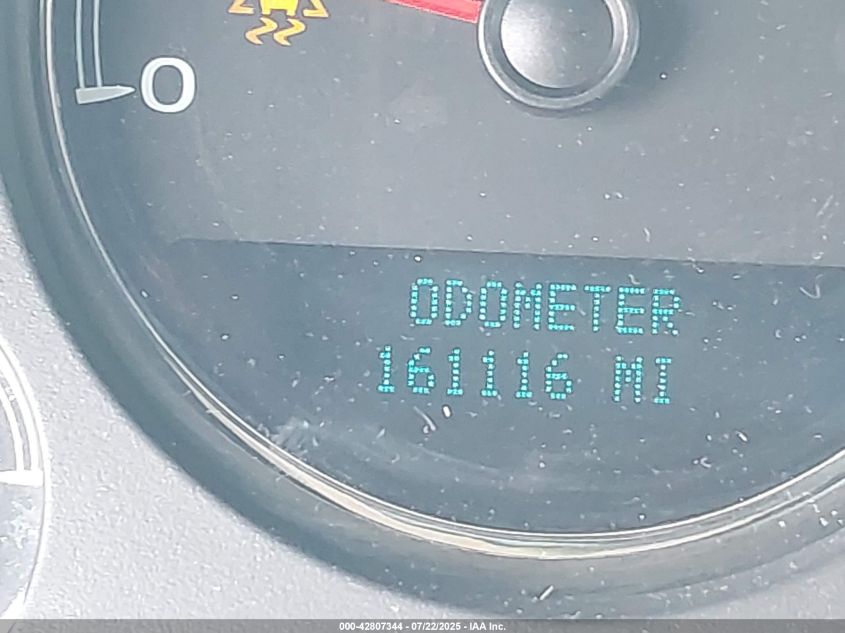 0
ODOMETER
161116 MI
000-42807344 - 07/22/2025 - IAA Inc.